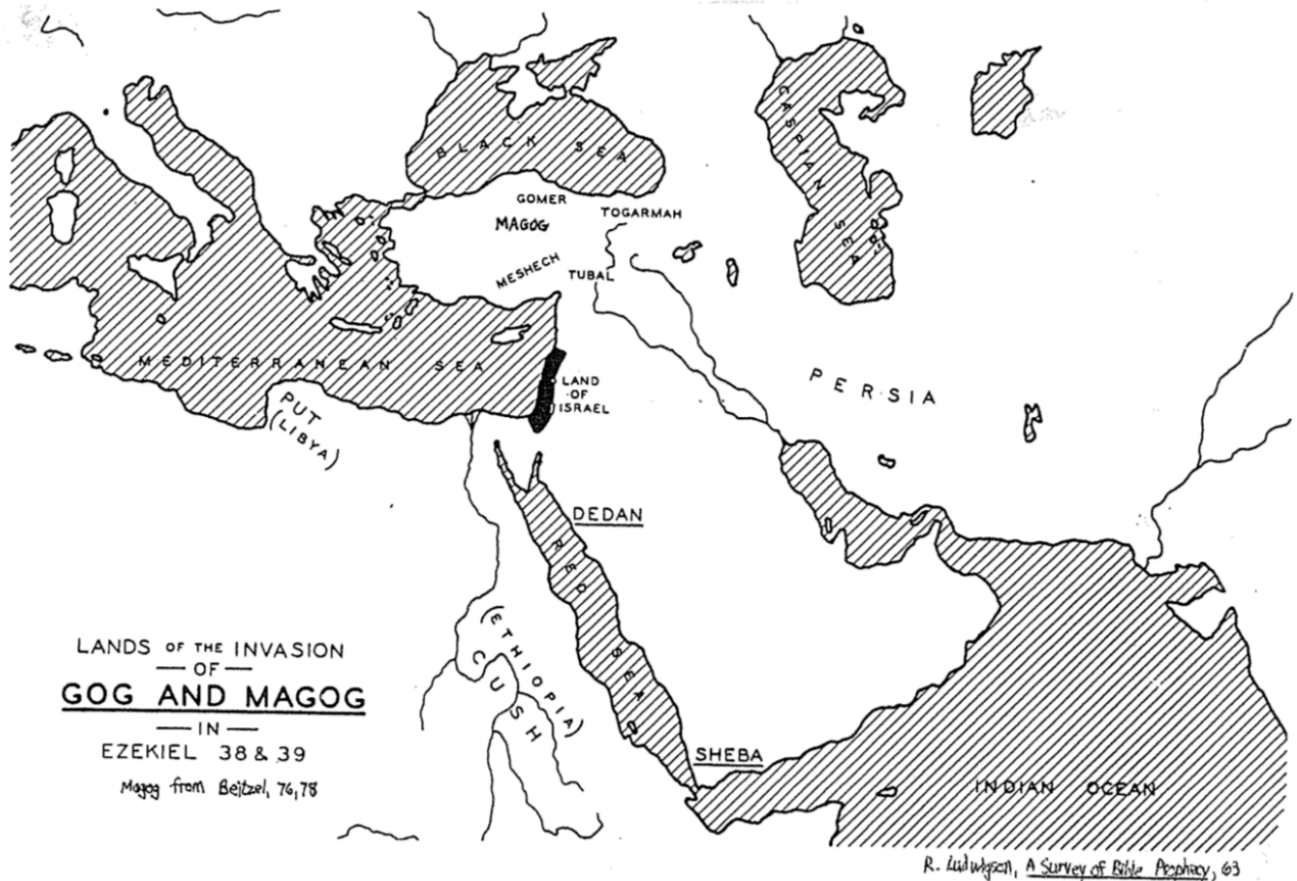 BLACK SEA
CASPIAN SEA
GOMER
TOGARMAH
MAGOG
MESHECH
TUBAL
MEDITERRANEAN SEA
LAND
OF
ISRAEL
PERSIA
PUT
(LIBYA)
DEDAN
RED SEA
(ETHIOPIA)
CUSH
SHEBA
INDIAN OCEAN
LANDS OF THE INVASION
— OF —
GOG AND MAGOG
— IN —
EZEKIEL 38 & 39
Magog from Beitzel, 76,78
R. Ludwigson, A Survey of Bible Prophecy, 63